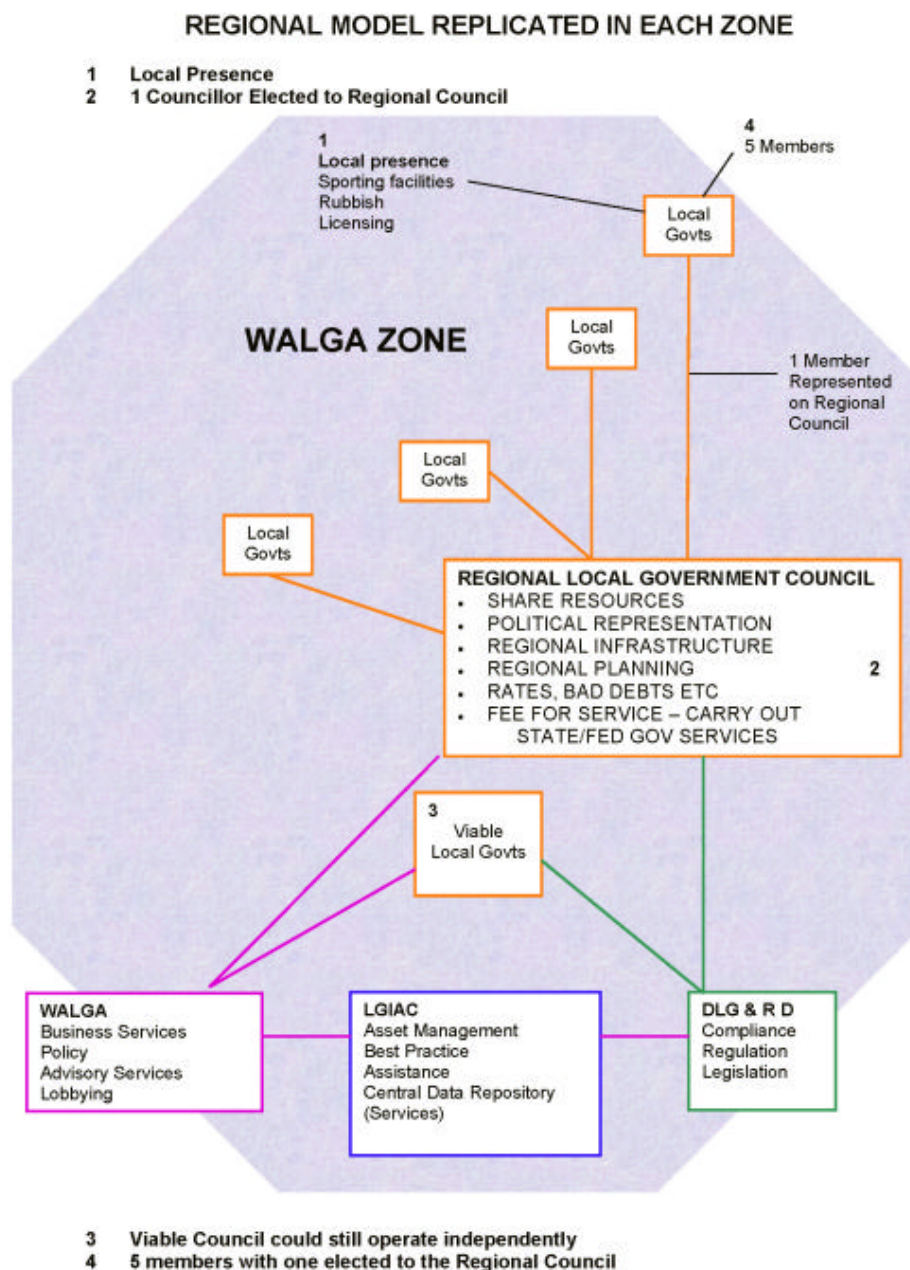 REGIONAL MODEL REPLICATED IN EACH ZONE
1 Local Presence
2 1 Councillor Elected to Regional Council
1
Local presence
Sporting facilities
Rubbish
Licensing
4
5 Members
Local
Govts
WALGA ZONE
Local
Govts
1 Member
Represented
on Regional
Council
Local
Govts
Local
Govts
REGIONAL LOCAL GOVERNMENT COUNCIL
• SHARE RESOURCES
• POLITICAL REPRESENTATION
• REGIONAL INFRASTRUCTURE
• REGIONAL PLANNING 2
• RATES, BAD DEBTS ETC
• FEE FOR SERVICE – CARRY OUT
STATE/FED GOV SERVICES
3
Viable
Local Govts
WALGA
Business Services
Policy
Advisory Services
Lobbying
LGIAC
Asset Management
Best Practice
Assistance
Central Data Repository
(Services)
DLG & R D
Compliance
Regulation
Legislation
3 Viable Council could still operate independently
4 5 members with one elected to the Regional Council